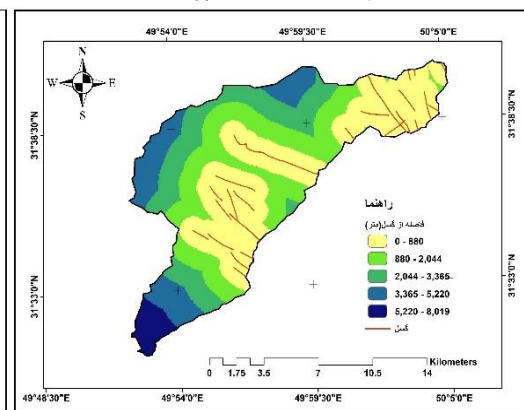 49°54'0"E 49°59'30"E 50°5'0"E
N
W E
S
31°38'30"N
31°38'30"N
راهنما
فاصله از گسل(متر)
0 - 880
880 - 2,044
2,044 - 3,365
3,365 - 5,220
5,220 - 8,019
گسل
31°33'0"N
31°33'0"N
Kilometers
0 1.75 3.5 7 10.5 14
49°48'30"E 49°54'0"E 49°59'30"E 50°5'0"E